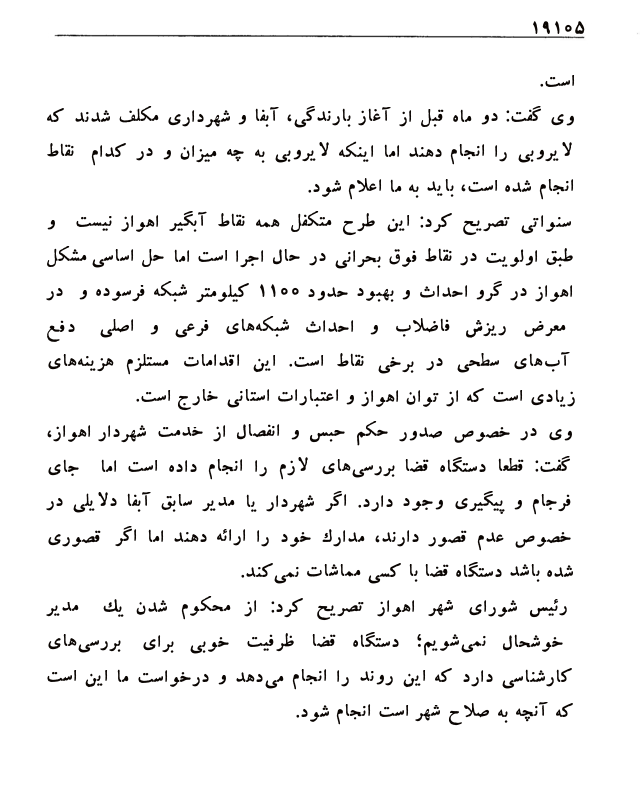 ۱۹۱۰۵
است.
وی گفت: دو ماه قبل از آغاز بارندگی، آبفا و شهرداری مکلف شدند که
لایروبی را انجام دهند اما اینکه لایروبی به چه میزان و در کدام نقاط
انجام شده است، باید به ما اعلام شود.
سنواتی تصریح کرد: این طرح متکفل همه نقاط آبگیر اهواز نیست و
طبق اولویت در نقاط فوق بحرانی در حال اجرا است اما حل اساسی مشکل
اهواز در گرو احداث و بهبود حدود ۱۱۰۰ کیلومتر شبکه فرسوده و در
معرض ریزش فاضلاب و احداث شبکه‌های فرعی و اصلی دفع
آب‌های سطحی در برخی نقاط است. این اقدامات مستلزم هزینه‌های
زیادی است که از توان اهواز و اعتبارات استانی خارج است.
وی در خصوص صدور حکم حبس و انفصال از خدمت شهردار اهواز،
گفت: قطعا دستگاه قضا بررسی‌های لازم را انجام داده است اما جای
فرجام و پیگیری وجود دارد. اگر شهردار یا مدیر سابق آبفا دلایلی در
خصوص عدم قصور دارند، مدارك خود را ارائه دهند اما اگر قصوری
شده باشد دستگاه قضا با کسی مماشات نمی‌کند.
رئیس شورای شهر اهواز تصریح کرد: از محکوم شدن یك مدیر
خوشحال نمی‌شویم؛ دستگاه قضا ظرفیت خوبی برای بررسی‌های
کارشناسی دارد که این روند را انجام می‌دهد و درخواست ما این است
که آنچه به صلاح شهر است انجام شود.